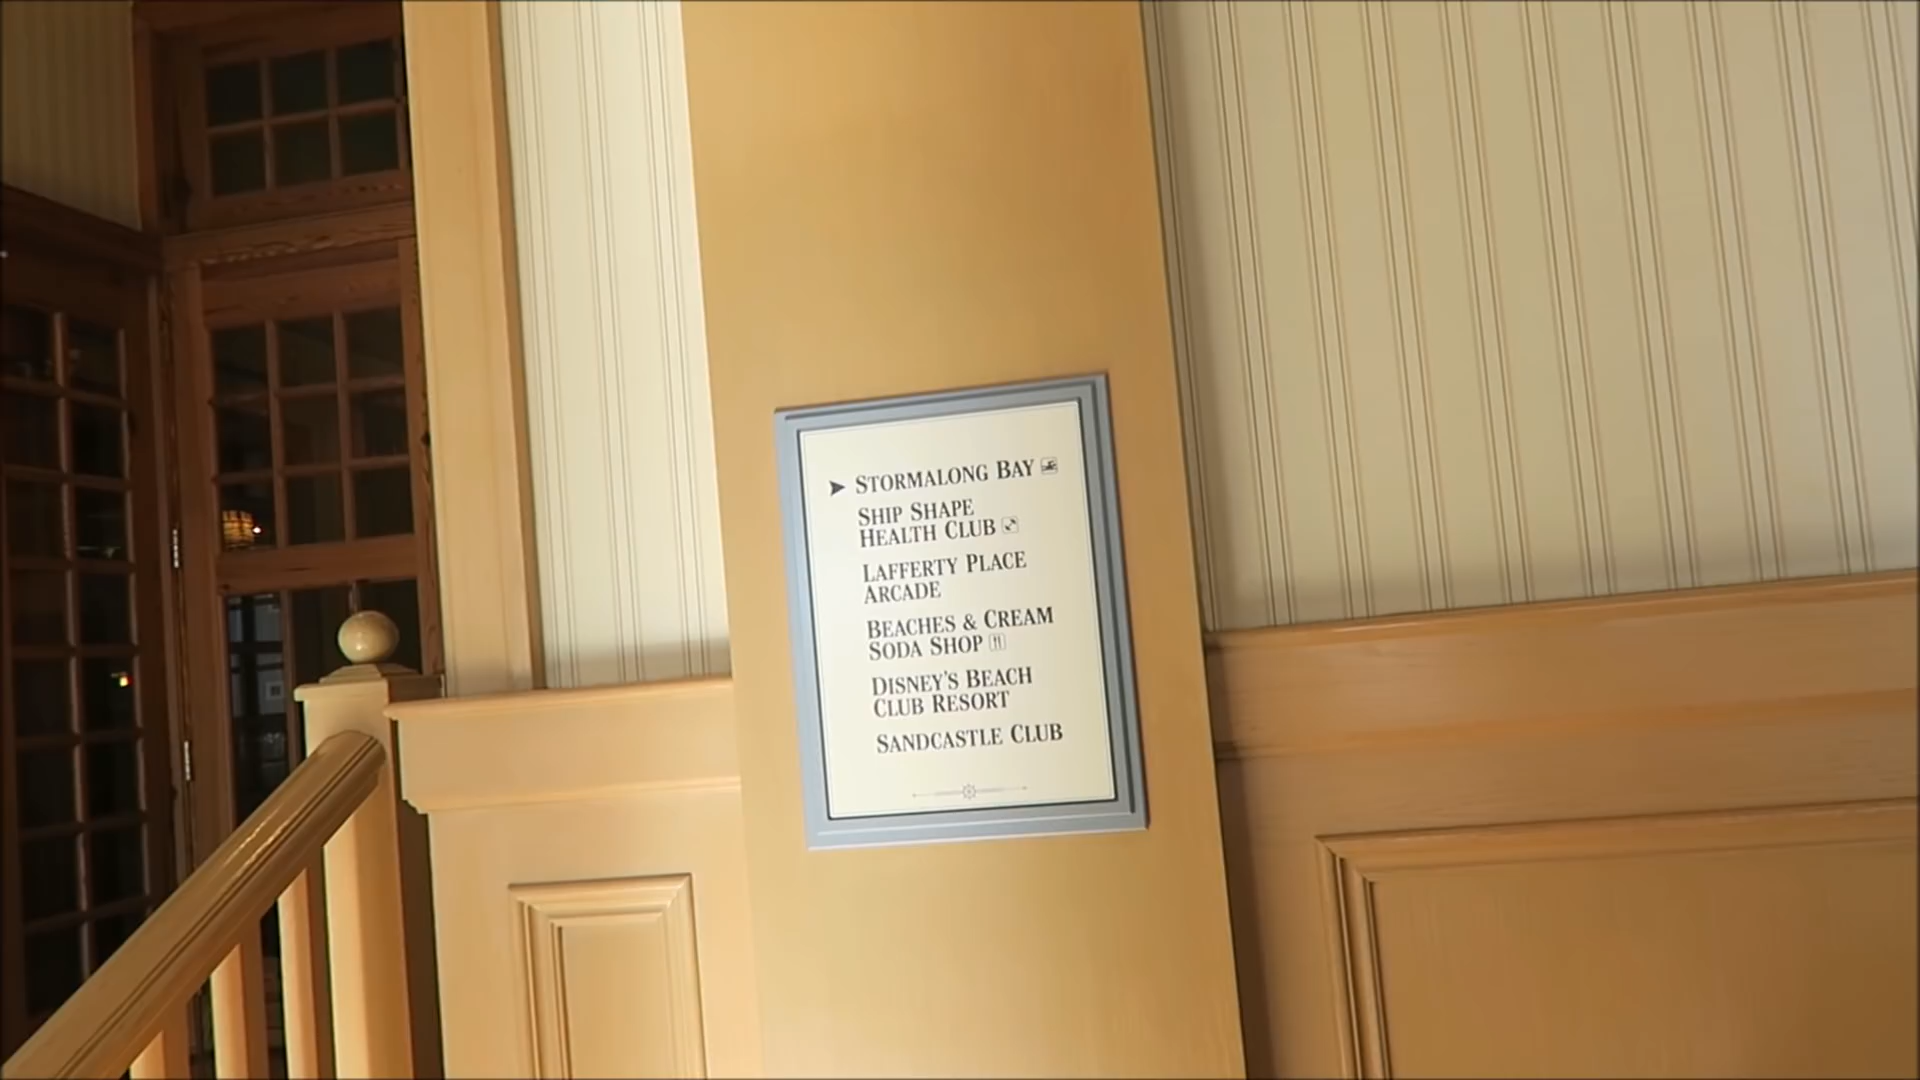 STORMALONG BAY
SHIP SHAPE
HEALTH CLUB
LAFFERTY PLACE
ARCADE
BEACHES & CREAM
SODA SHOP
DISNEY'S BEACH
CLUB RESORT
SANDCASTLE CLUB